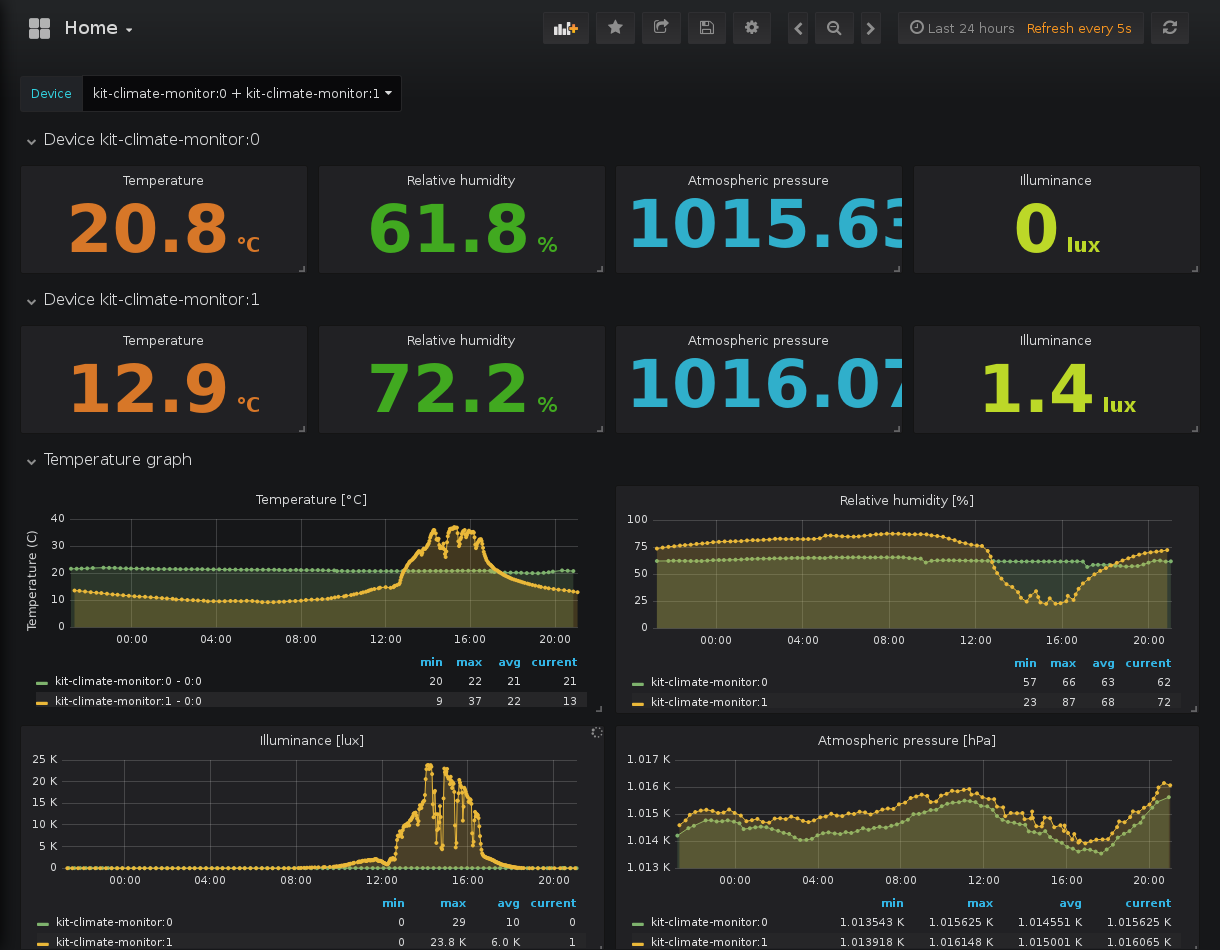 Home
Last 24 hours Refresh every 5s
Device kit-climate-monitor:0 + kit-climate-monitor:1
Device kit-climate-monitor:0
Temperature Relative humidity Atmospheric pressure Illuminance
20.8 °C 61.8 % 1015.63 0 lux
Device kit-climate-monitor:1
Temperature Relative humidity Atmospheric pressure Illuminance
12.9 °C 72.2 % 1016.07 1.4 lux
Temperature graph
Temperature [°C]
Temperature (C)
40
30
20
10
0
00:00 04:00 08:00 12:00 16:00 20:00
min max avg current
kit-climate-monitor:0 - 0:0 20 22 21 21
kit-climate-monitor:1 - 0:0 9 37 22 13
Relative humidity [%]
100
75
50
25
0
00:00 04:00 08:00 12:00 16:00 20:00
min max avg current
kit-climate-monitor:0 57 66 63 62
kit-climate-monitor:1 23 87 68 72
Illuminance [lux]
25 K
20 K
15 K
10 K
5 K
0
00:00 04:00 08:00 12:00 16:00 20:00
min max avg current
kit-climate-monitor:0 0 29 10 0
kit-climate-monitor:1 0 23.8 K 6.0 K 1
Atmospheric pressure [hPa]
1.017 K
1.016 K
1.015 K
1.014 K
1.013 K
00:00 04:00 08:00 12:00 16:00 20:00
min max avg current
kit-climate-monitor:0 1.013543 K 1.015625 K 1.014551 K 1.015625 K
kit-climate-monitor:1 1.013918 K 1.016148 K 1.015001 K 1.016065 K